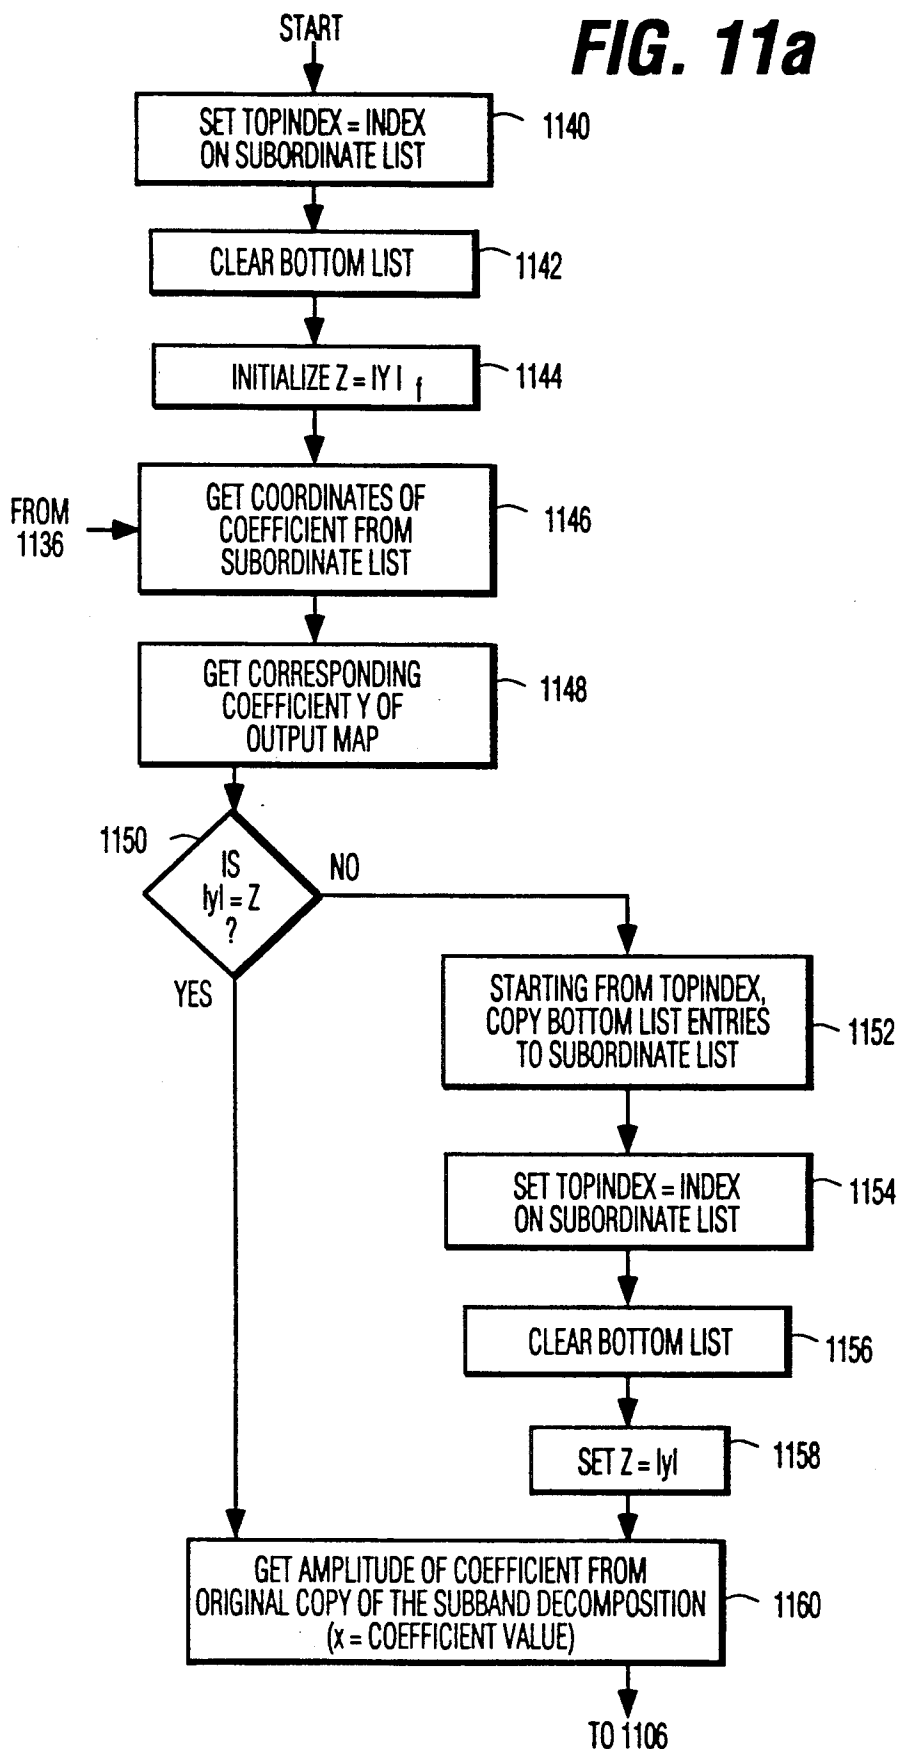 START
FIG. 11a
SET TOPINDEX = INDEX
ON SUBORDINATE LIST
1140
CLEAR BOTTOM LIST
1142
INITIALIZE Z = IY I f
1144
FROM
1136
GET COORDINATES OF
COEFFICIENT FROM
SUBORDINATE LIST
1146
GET CORRESPONDING
COEFFICIENT Y OF
OUTPUT MAP
1148
1150
IS
|y| = Z
?
NO
YES
STARTING FROM TOPINDEX,
COPY BOTTOM LIST ENTRIES
TO SUBORDINATE LIST
1152
SET TOPINDEX = INDEX
ON SUBORDINATE LIST
1154
CLEAR BOTTOM LIST
1156
SET Z = |y|
1158
GET AMPLITUDE OF COEFFICIENT FROM
ORIGINAL COPY OF THE SUBBAND DECOMPOSITION
(x = COEFFICIENT VALUE)
1160
TO 1106